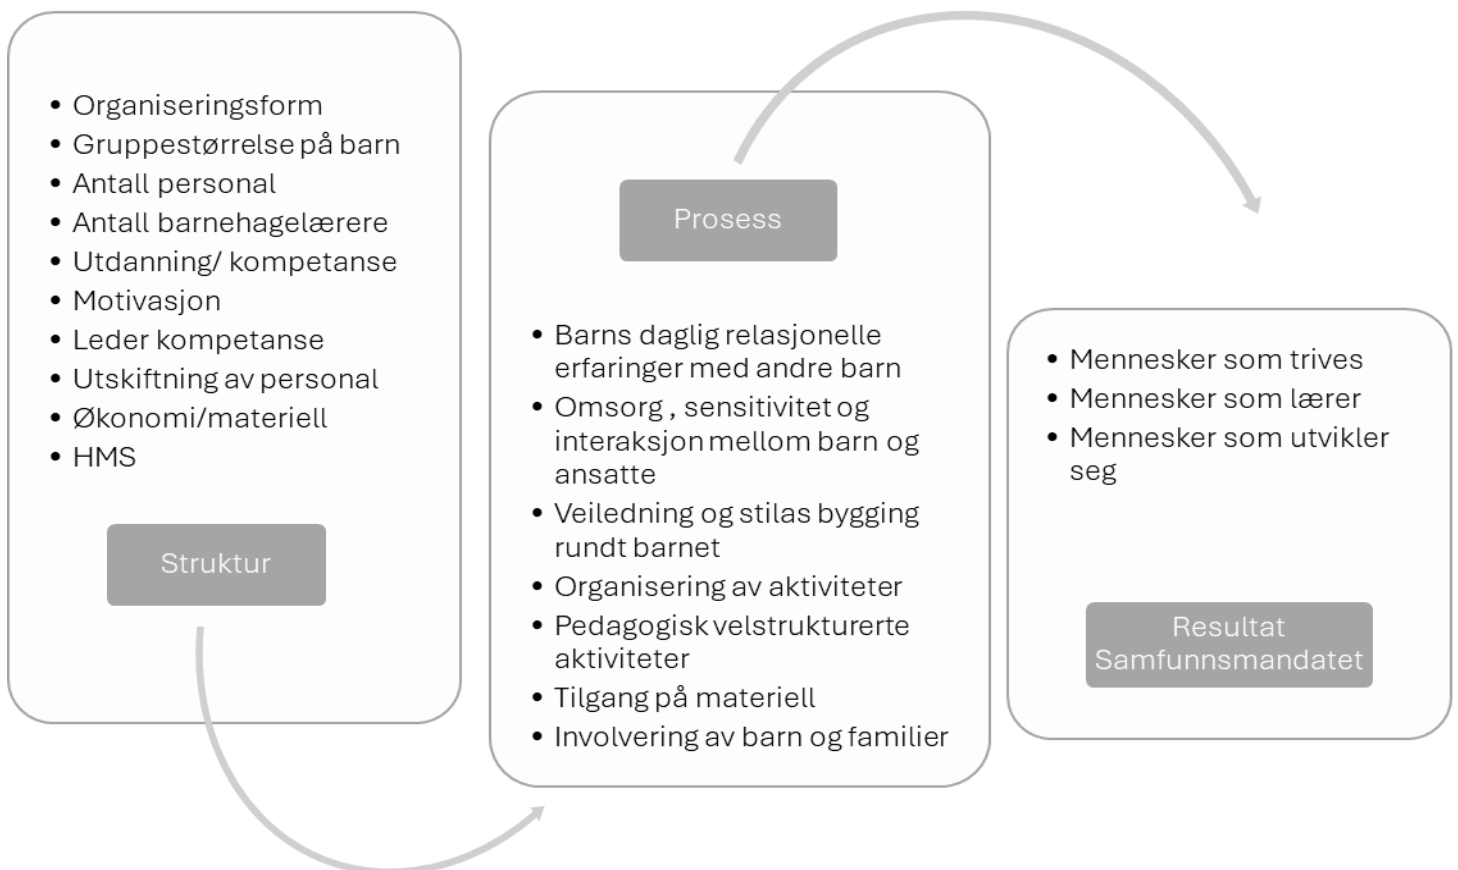 • Organiseringsform
• Gruppestørrelse på barn
• Antall personal
• Antall barnehagelærere
• Utdanning/ kompetanse
• Motivasjon
• Leder kompetanse
• Utskiftning av personal
• Økonomi/materiell
• HMS
Struktur
Prosess
• Barns daglig relasjonelle
erfaringer med andre barn
• Omsorg , sensitivitet og
interaksjon mellom barn og
ansatte
• Veiledning og stilas bygging
rundt barnet
• Organisering av aktiviteter
• Pedagogisk velstrukturerte
aktiviteter
• Tilgang på materiell
• Involvering av barn og familier
• Mennesker som trives
• Mennesker som lærer
• Mennesker som utvikler
seg
Resultat
Samfunnsmandatet